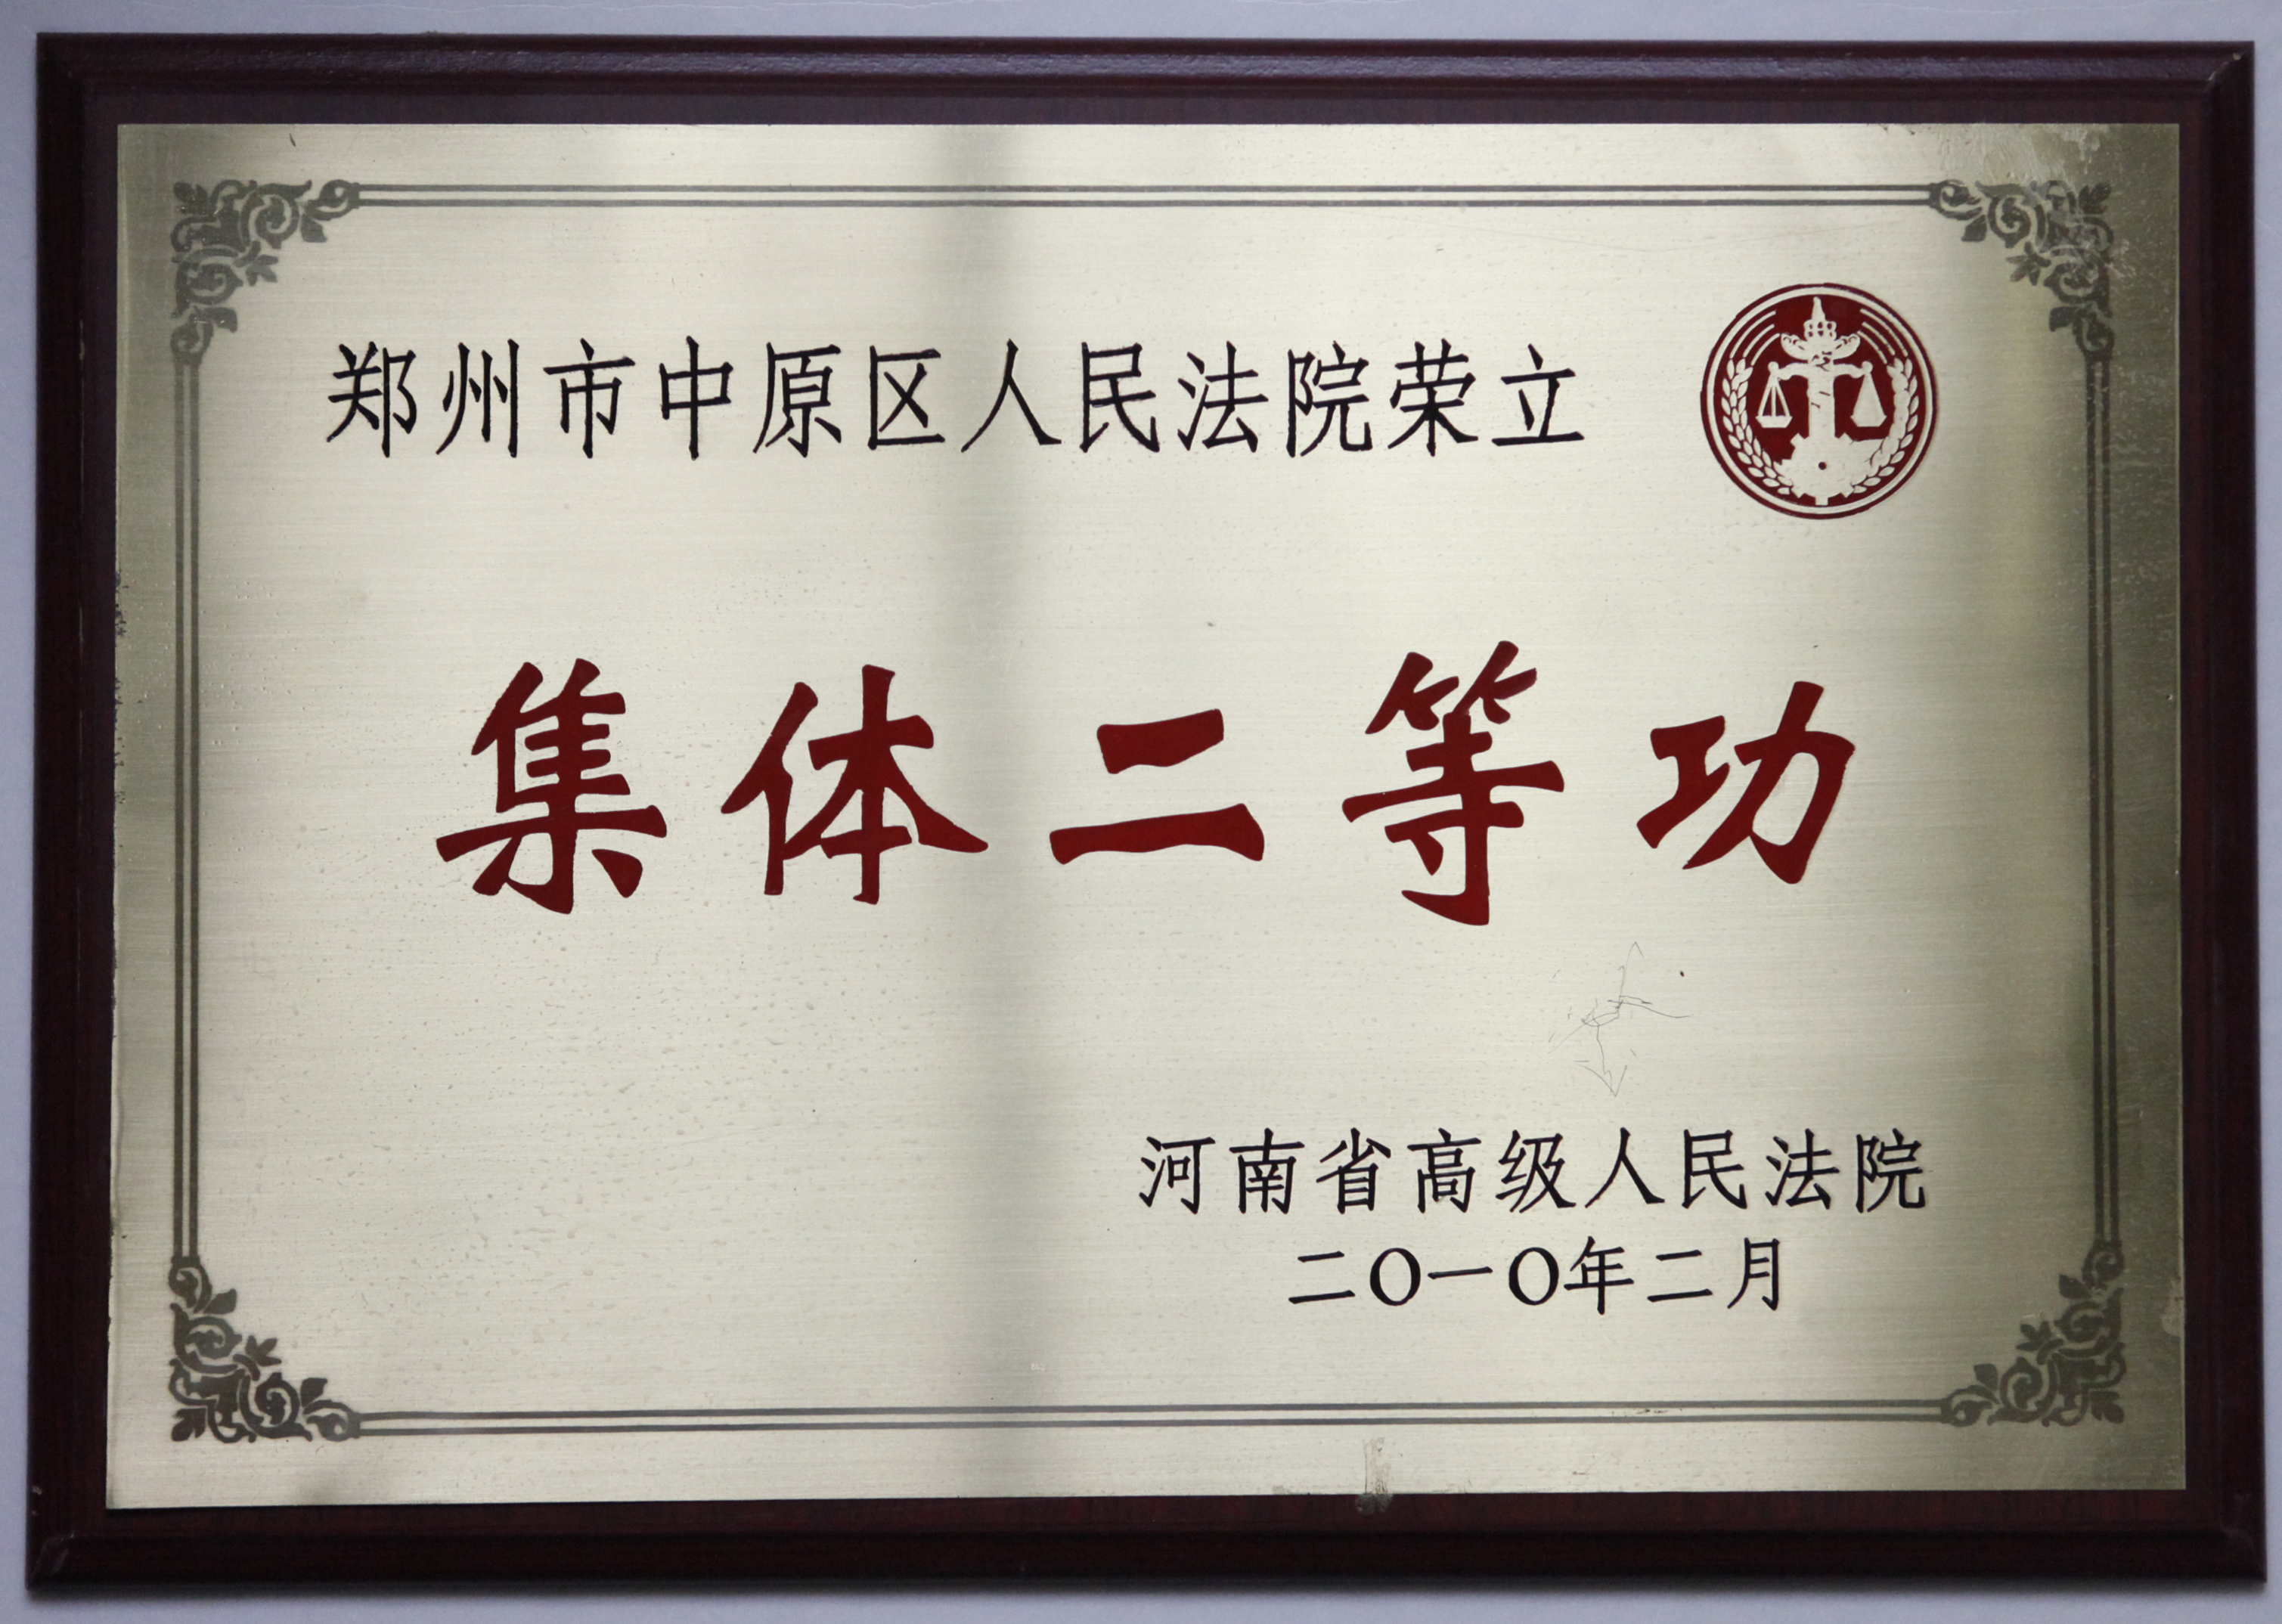 郑州市中原区人民法院荣立
集体二等功
河南省高级人民法院
二〇一〇年二月